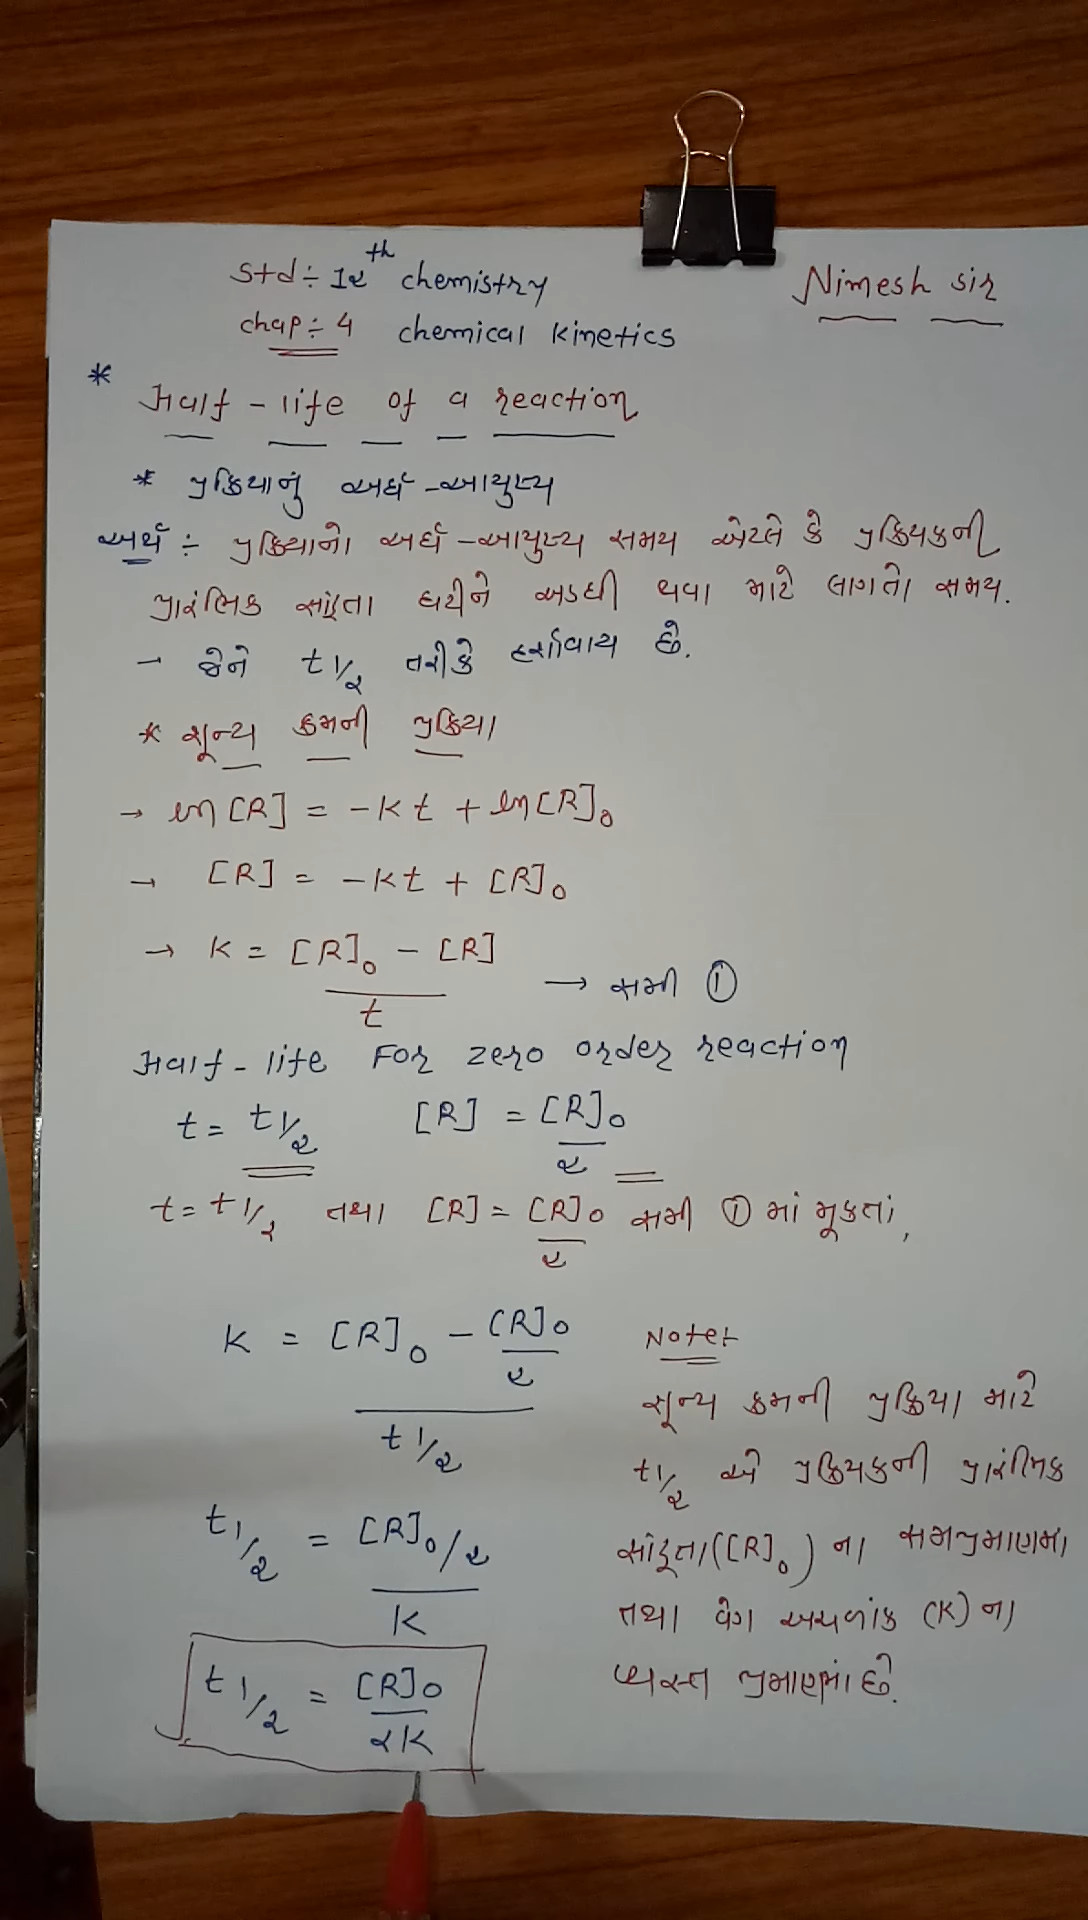 Std ÷ 12th chemistry
Nimesh sir
chap ÷ 4 chemical kinetics
* Half - life of a reaction
* પ્રક્રિયાનું અર્ધ - આયુષ્ય
અર્થ ÷ પ્રક્રિયાનો અર્ધ - આયુષ્ય સમય એટલે કે પ્રક્રિયકની
પ્રારંભિક સાંદ્રતા ઘટીને અડધી થવા માટે લાગતો સમય.
→ જેને t1/2 તરીકે દર્શાવાય છે.
* શૂન્ય ક્રમની પ્રક્રિયા
→ ln [R] = -kt + ln [R]₀
→ [R] = -kt + [R]₀
→ k = [R]₀ - [R]
t
→ સમી ①
Half - life For zero order reaction
t = t1/2 [R] = [R]₀
2
t = t1/2 તથા [R] = [R]₀ સમી ① માં મૂકતાં,
2
k = [R]₀ - [R]₀
2
t1/2
t1/2 = [R]₀/2
k
t1/2 = [R]₀
2k
Note÷
શૂન્ય ક્રમની પ્રક્રિયા માટે
t1/2 એ પ્રક્રિયકની પ્રારંભિક
સાંદ્રતા ([R]₀) ના સમપ્રમાણમાં
તથા વેગ અચળાંક (K) ના
વ્યસ્ત પ્રમાણમાં છે.